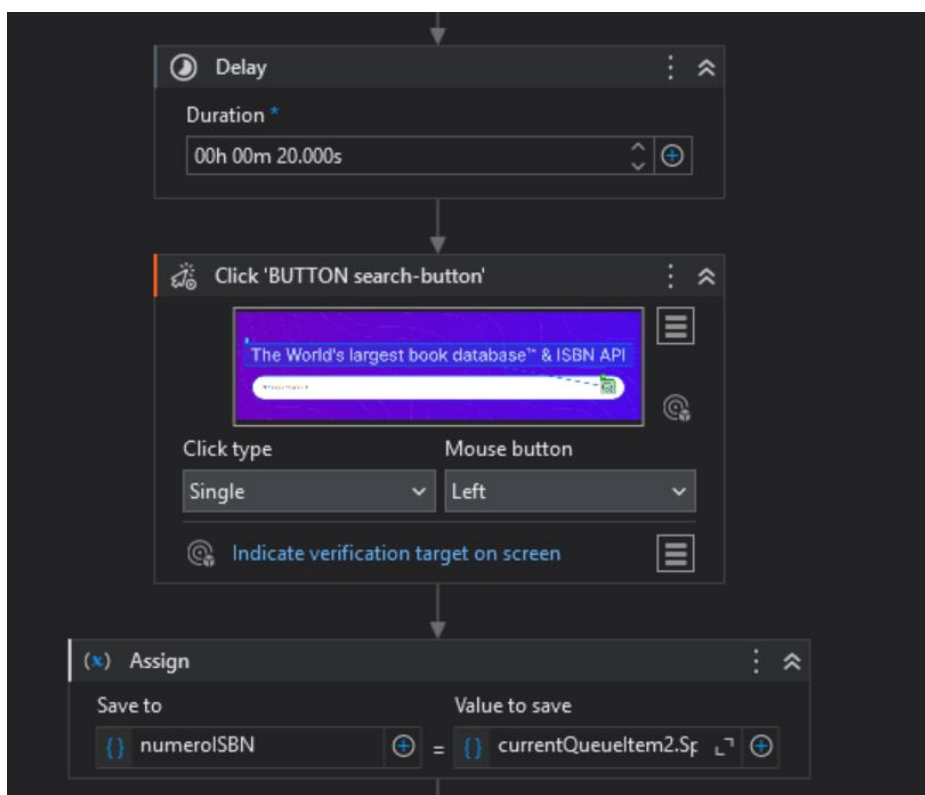 Delay
Duration *
00h 00m 20.000s
Click 'BUTTON search-button'
The World's largest book database™ & ISBN API
Click type
Mouse button
Single
Left
Indicate verification target on screen
(x) Assign
Save to
Value to save
{} numeroISBN
=
{} currentQueueItem2.Sp